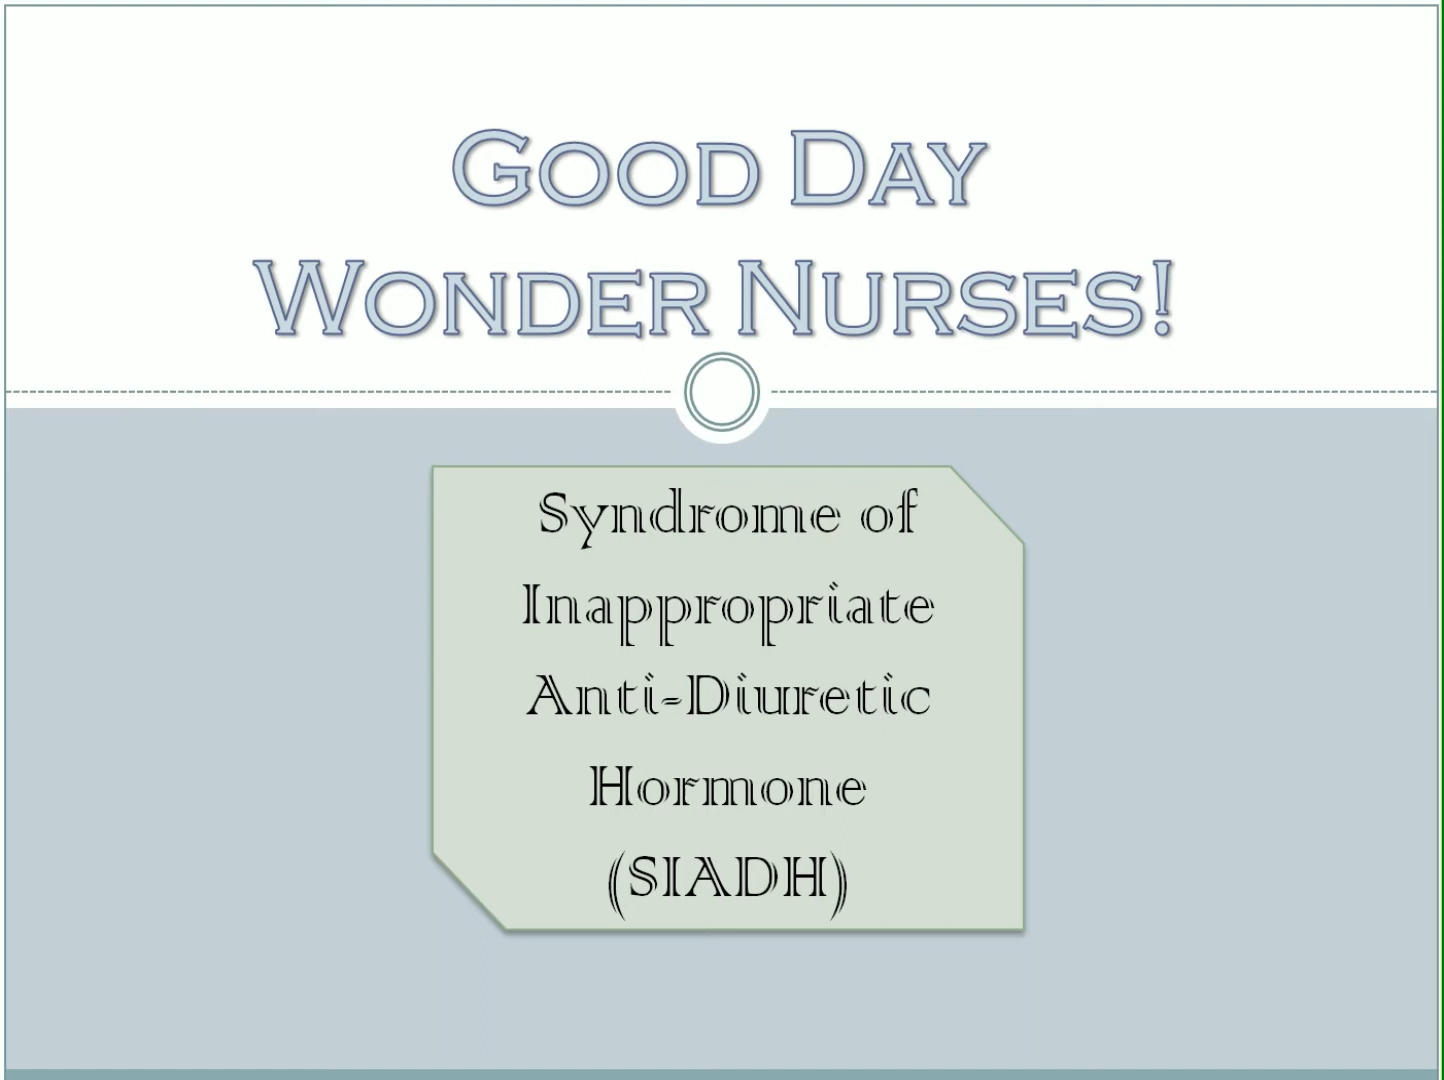 Good Day
Wonder Nurses!
Syndrome of
Inappropriate
Anti-Diuretic
Hormone
(SIADH)